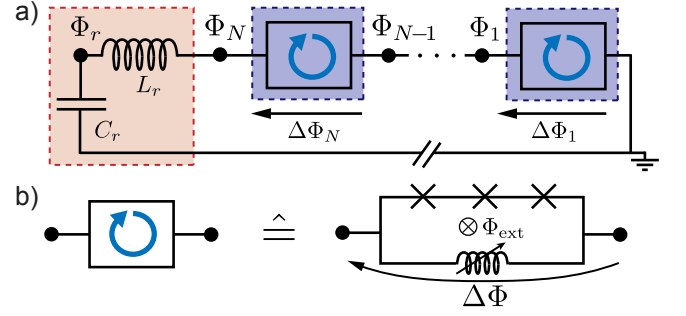 a)
Φ_r Φ_N Φ_{N−1} · · · · Φ_1
L_r
C_r ΔΦ_N ΔΦ_1
b)
≙ ⊗ Φ_ext
ΔΦ